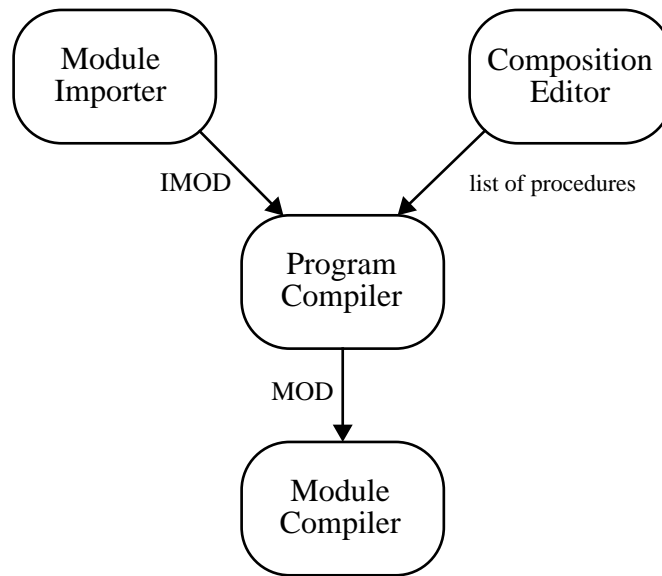 Module
Importer
Composition
Editor
IMOD
list of procedures
Program
Compiler
MOD
Module
Compiler